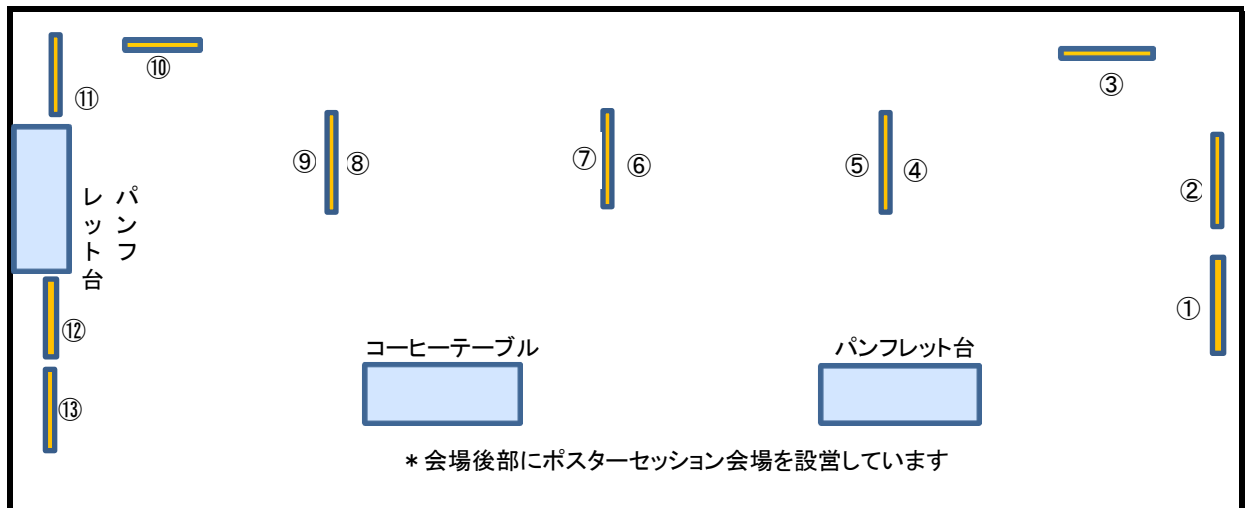 ⑩
③
⑪
⑨ ⑧
⑦ ⑥
⑤ ④
②
パンフ
レット台
①
⑫
コーヒーテーブル
パンフレット台
⑬
*会場後部にポスターセッション会場を設営しています